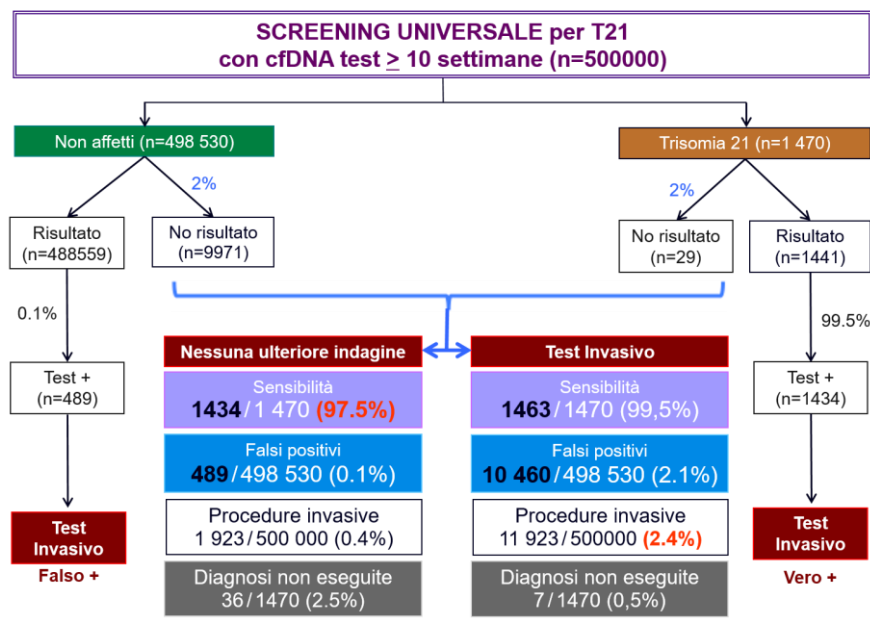 SCREENING UNIVERSALE per T21
con cfDNA test ≥ 10 settimane (n=500000)
Non affetti (n=498 530)
Trisomia 21 (n=1 470)
2%
2%
Risultato
(n=488559)
No risultato
(n=9971)
No risultato
(n=29)
Risultato
(n=1441)
0.1%
99.5%
Nessuna ulteriore indagine
Test Invasivo
Test +
(n=489)
Sensibilità
1434/1 470 (97.5%)
Sensibilità
1463/1470 (99,5%)
Test +
(n=1434)
Falsi positivi
489/498 530 (0.1%)
Falsi positivi
10 460/498 530 (2.1%)
Procedure invasive
1 923/500 000 (0.4%)
Procedure invasive
11 923/500000 (2.4%)
Test
Invasivo
Falso +
Test
Invasivo
Vero +
Diagnosi non eseguite
36/1470 (2.5%)
Diagnosi non eseguite
7/1470 (0,5%)